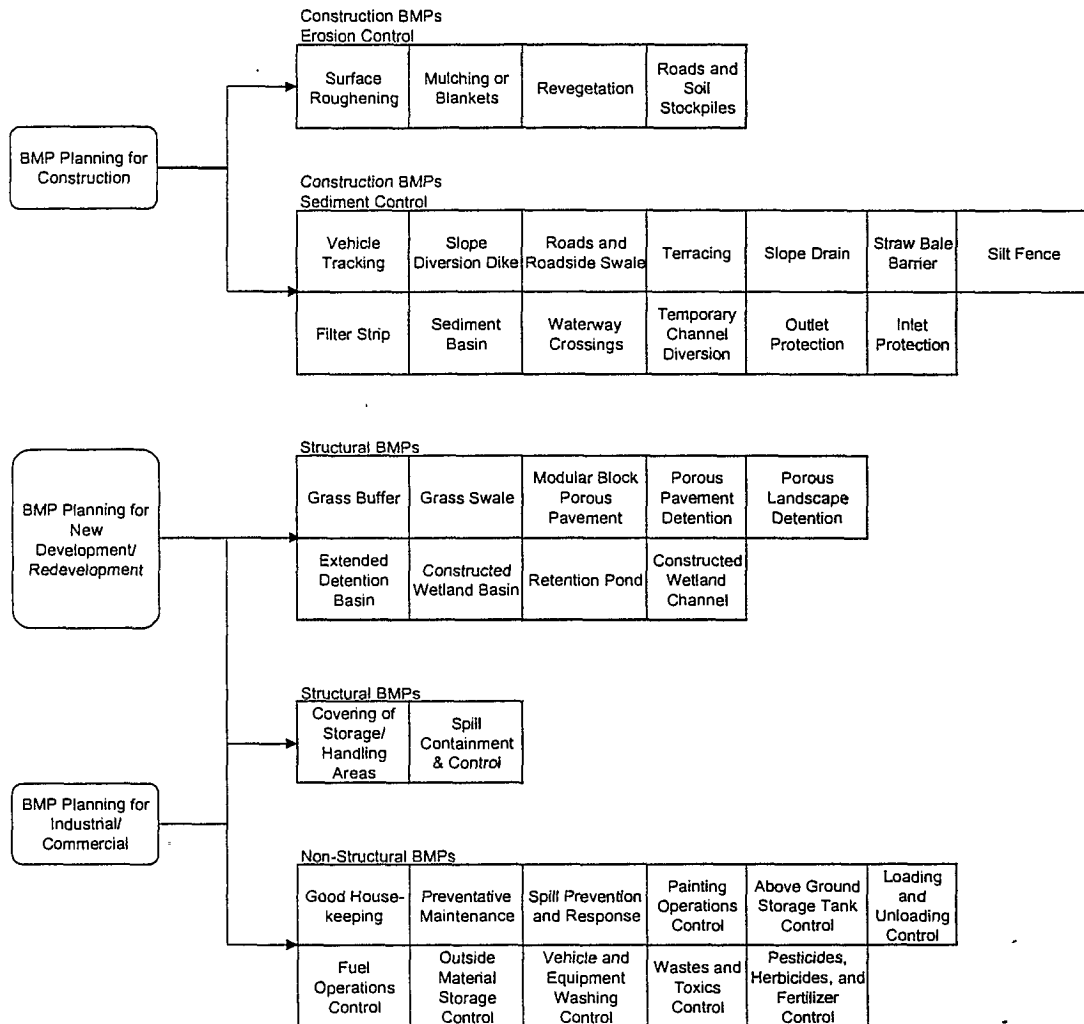 Construction BMPs
Erosion Control
Surface
Roughening
Mulching or
Blankets
Revegetation
Roads and
Soil
Stockpiles
BMP Planning for
Construction
Construction BMPs
Sediment Control
Vehicle
Tracking
Slope
Diversion Dike
Roads and
Roadside Swale
Terracing
Slope Drain
Straw Bale
Barrier
Silt Fence
Filter Strip
Sediment
Basin
Waterway
Crossings
Temporary
Channel
Diversion
Outlet
Protection
Inlet
Protection
BMP Planning for
New
Development/
Redevelopment
Structural BMPs
Grass Buffer
Grass Swale
Modular Block
Porous
Pavement
Porous
Pavement
Detention
Porous
Landscape
Detention
Extended
Detention
Basin
Constructed
Wetland Basin
Retention Pond
Constructed
Wetland
Channel
Structural BMPs
Covering of
Storage/
Handling
Areas
Spill
Containment
& Control
BMP Planning for
Industrial/
Commercial
Non-Structural BMPs
Good House-
keeping
Preventative
Maintenance
Spill Prevention
and Response
Painting
Operations
Control
Above Ground
Storage Tank
Control
Loading
and
Unloading
Control
Fuel
Operations
Control
Outside
Material
Storage
Control
Vehicle and
Equipment
Washing
Control
Wastes and
Toxics
Control
Pesticides,
Herbicides, and
Fertilizer
Control